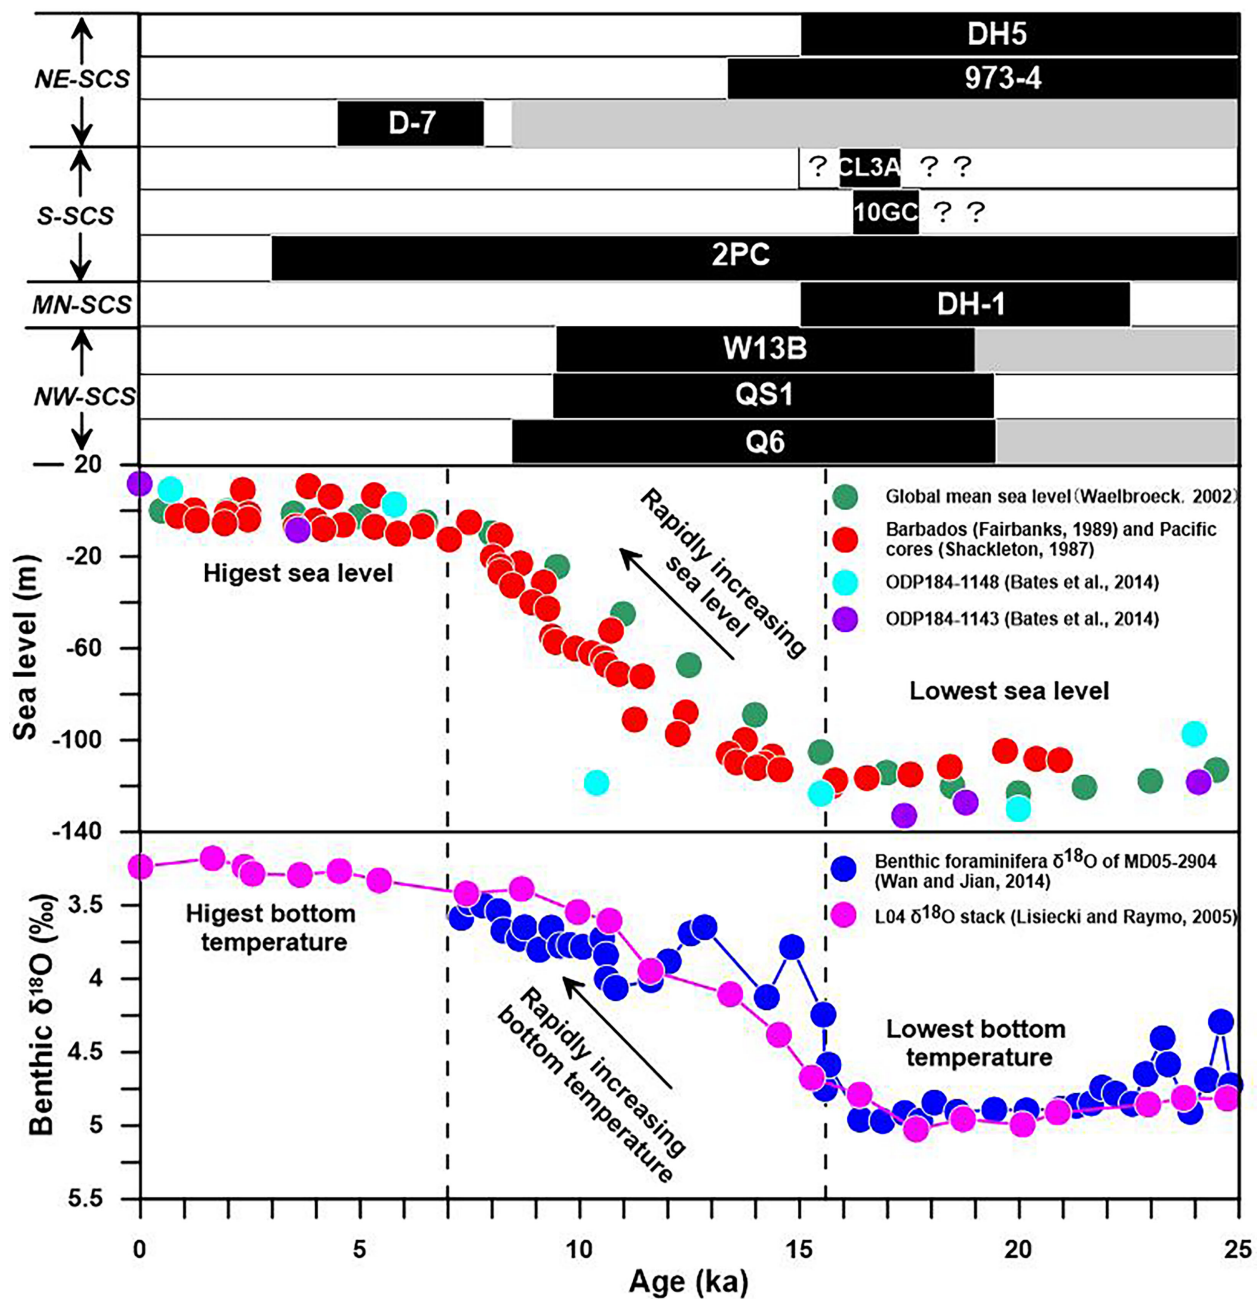 DH5
NE-SCS
973-4
D-7
? CL3A ? ?
S-SCS
10GC ? ?
2PC
MN-SCS
DH-1
W13B
NW-SCS
QS1
Q6
20
-20
-60
-100
-140
Sea level (m)
Higest sea level
Rapidly increasing
sea level
Global mean sea level (Waelbroeck. 2002)
Barbados (Fairbanks, 1989) and Pacific
cores (Shackleton, 1987)
ODP184-1148 (Bates et al., 2014)
ODP184-1143 (Bates et al., 2014)
Lowest sea level
3.5
4
4.5
5
5.5
Benthic δ¹⁸O (‰)
Higest bottom
temperature
Rapidly increasing
bottom temperature
Benthic foraminifera δ¹⁸O of MD05-2904
(Wan and Jian, 2014)
L04 δ¹⁸O stack (Lisiecki and Raymo, 2005)
Lowest bottom
temperature
0 5 10 15 20 25
Age (ka)